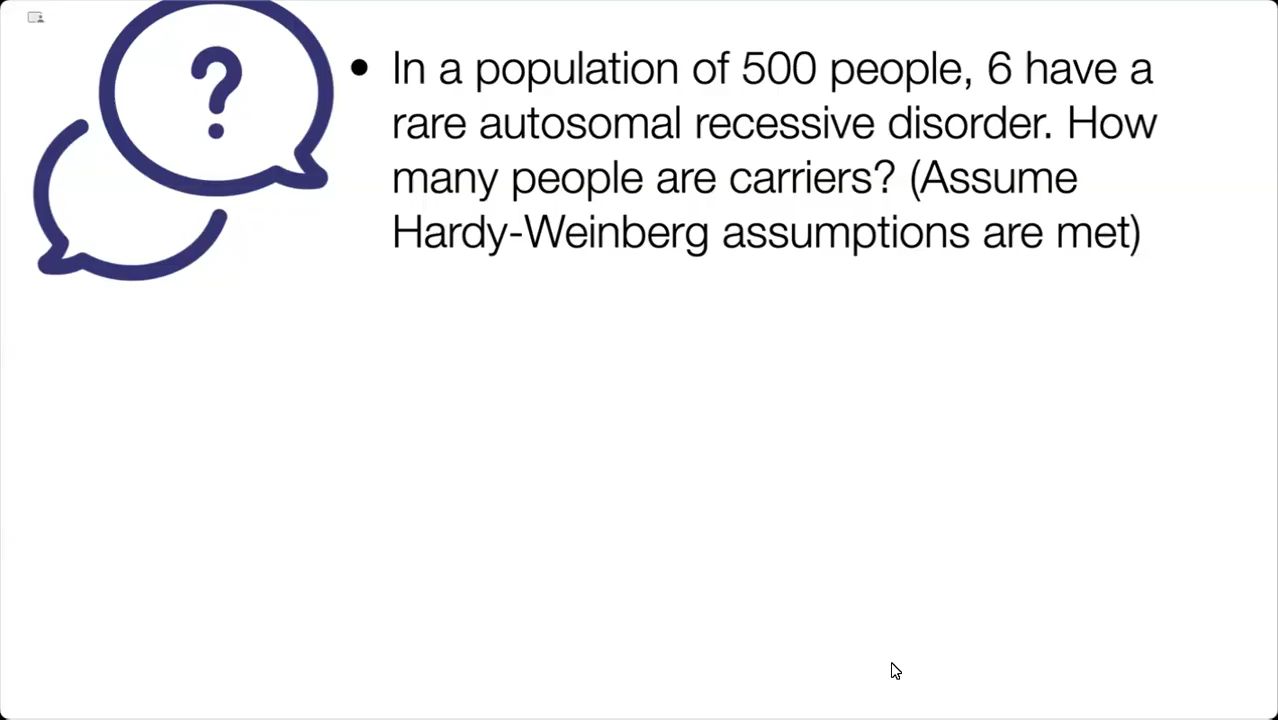 • In a population of 500 people, 6 have a
rare autosomal recessive disorder. How
many people are carriers? (Assume
Hardy-Weinberg assumptions are met)